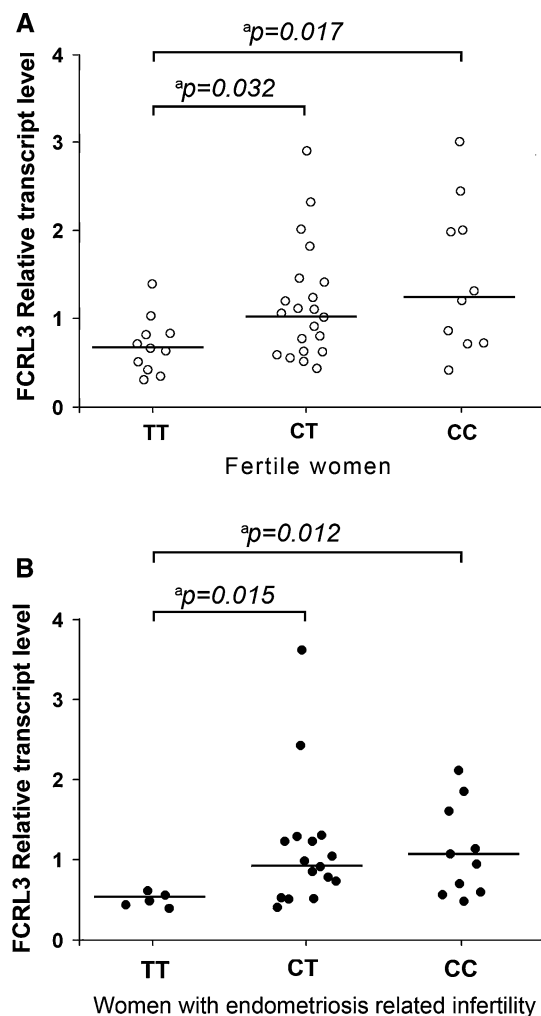 A
ᵃp=0.017
ᵃp=0.032
FCRL3 Relative transcript level
4
3
2
1
0
TT CT CC
Fertile women
B
ᵃp=0.012
ᵃp=0.015
FCRL3 Relative transcript level
4
3
2
1
0
TT CT CC
Women with endometriosis related infertility